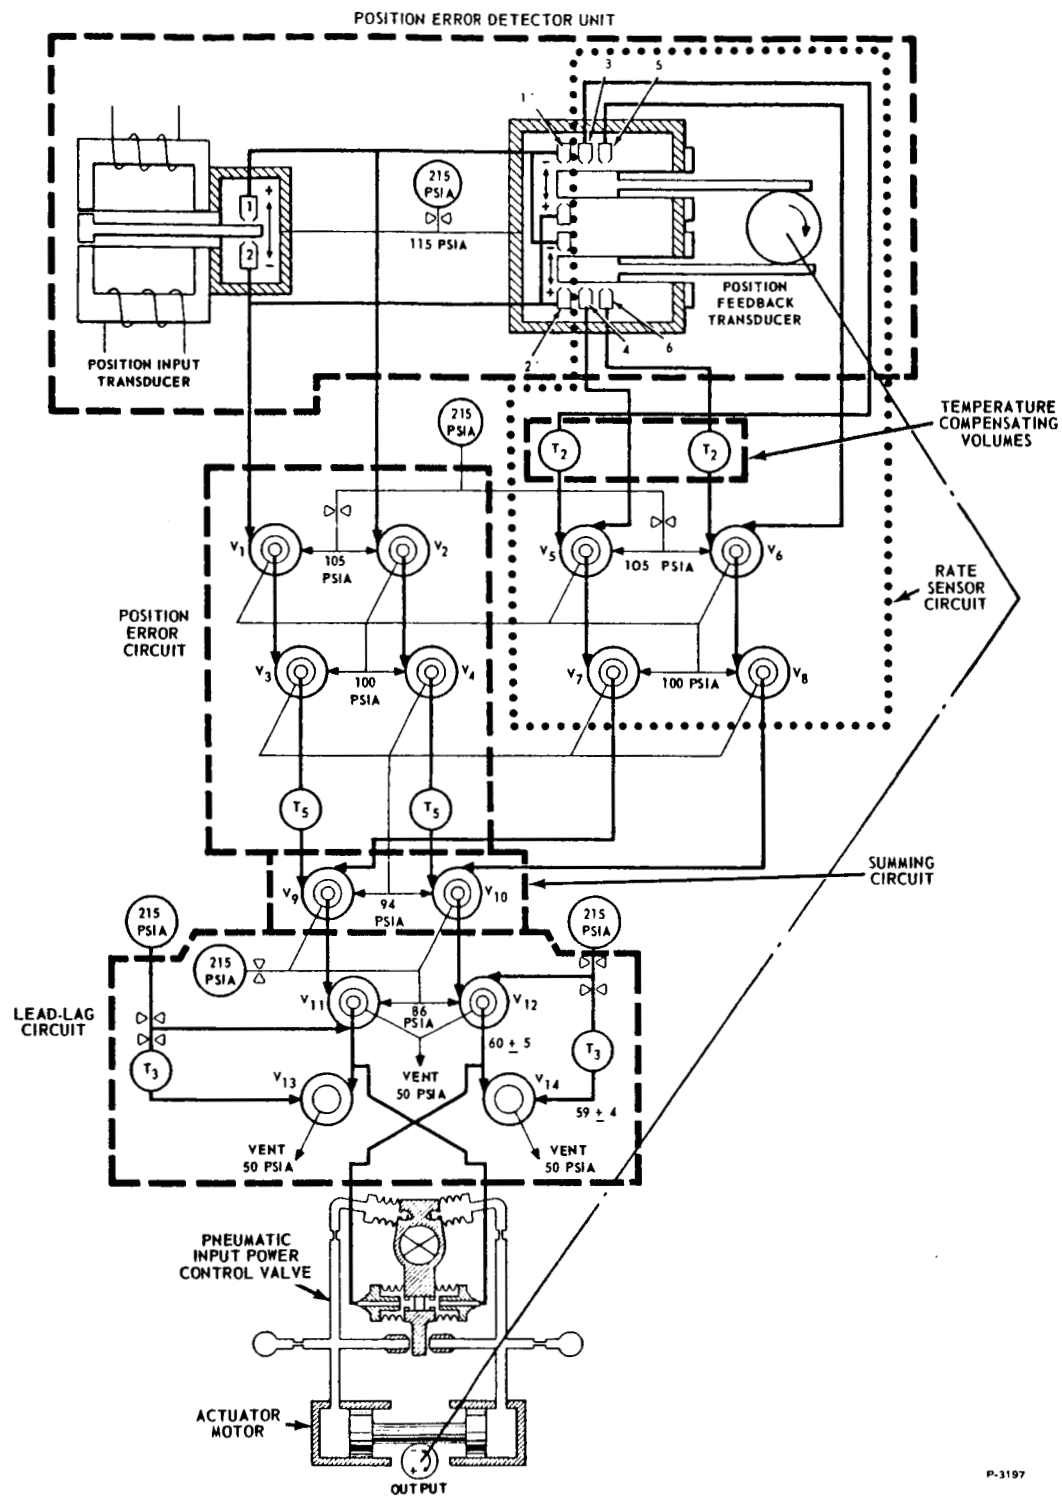 POSITION ERROR DETECTOR UNIT
3
5
1
215
PSIA
+
1
2
-
-
+
-
+
115 PSIA
POSITION
FEEDBACK
TRANSDUCER
POSITION INPUT
TRANSDUCER
4
6
2
215
PSIA
TEMPERATURE
COMPENSATING
VOLUMES
T2
T2
V1
V2
V5
V6
105
PSIA
105 PSIA
RATE
SENSOR
CIRCUIT
POSITION
ERROR
CIRCUIT
V3
V4
V7
V8
100
PSIA
100 PSIA
T5
T5
SUMMING
CIRCUIT
V9
94
PSIA
V10
215
PSIA
215
PSIA
215
PSIA
LEAD-LAG
CIRCUIT
V11
86
PSIA
V12
60 ± 5
T3
T3
V13
VENT
50 PSIA
V14
59 ± 4
VENT
50 PSIA
VENT
50 PSIA
PNEUMATIC
INPUT POWER
CONTROL VALVE
ACTUATOR
MOTOR
-
+
OUTPUT
P-3197